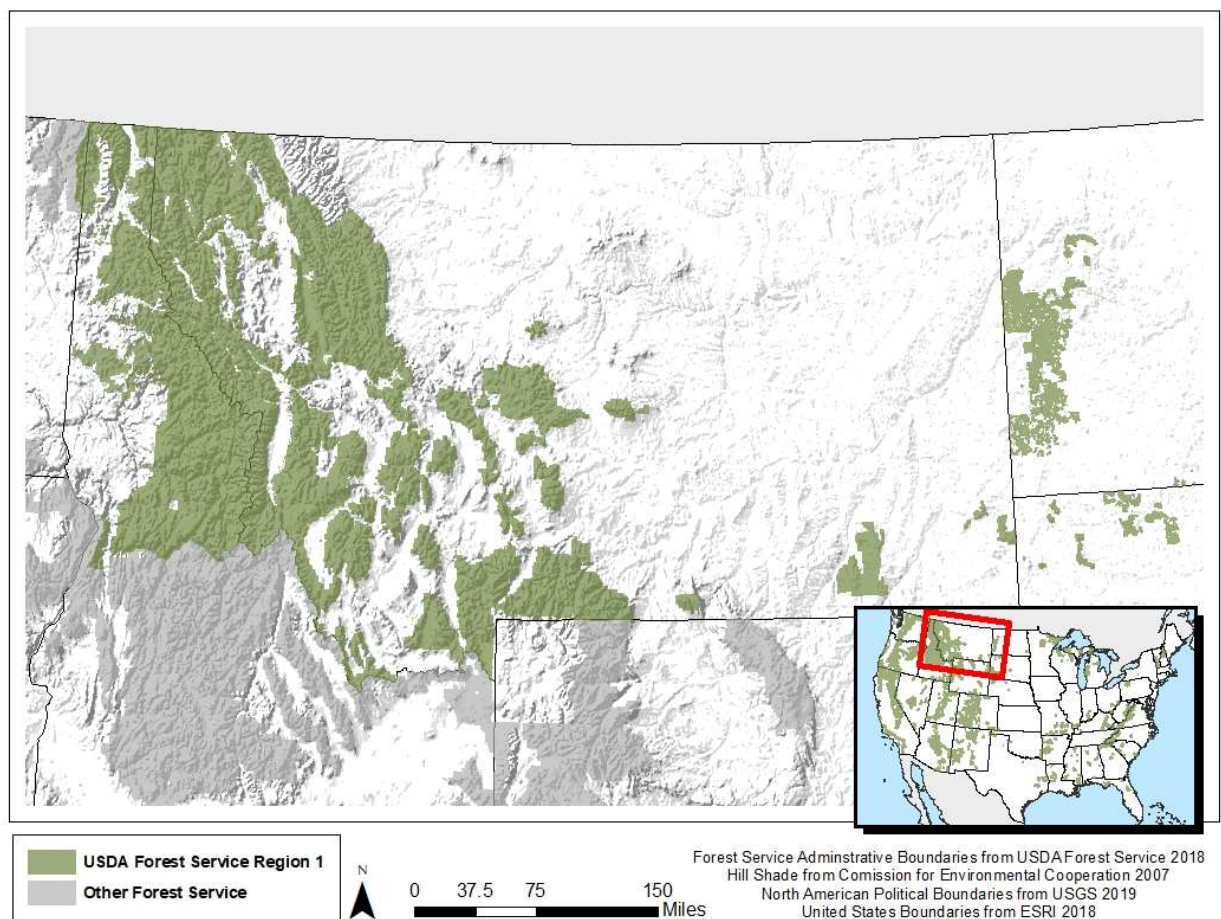 USDA Forest Service Region 1
Other Forest Service
N
0 37.5 75 150
Miles
Forest Service Adminstrative Boundaries from USDA Forest Service 2018
Hill Shade from Comission for Environmental Cooperation 2007
North American Political Boundaries from USGS 2019
United States Boundaries from ESRI 2018